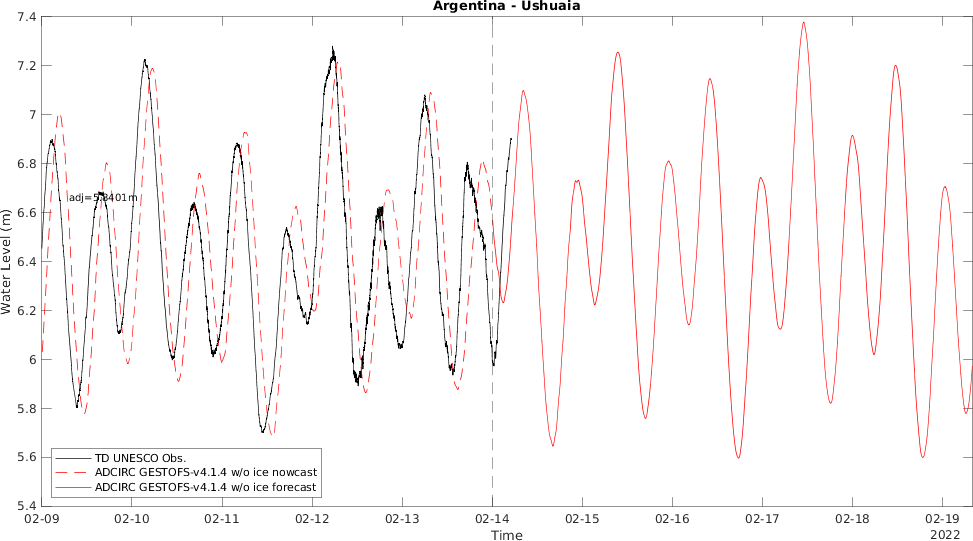 Argentina - Ushuaia
7.4
7.2
7
6.8
6.6
6.4
6.2
6
5.8
5.6
5.4
Water Level (m)
adj=5.8401m
TD UNESCO Obs.
ADCIRC GESTOFS-v4.1.4 w/o ice nowcast
ADCIRC GESTOFS-v4.1.4 w/o ice forecast
02-09 02-10 02-11 02-12 02-13 02-14 02-15 02-16 02-17 02-18 02-19
Time
2022